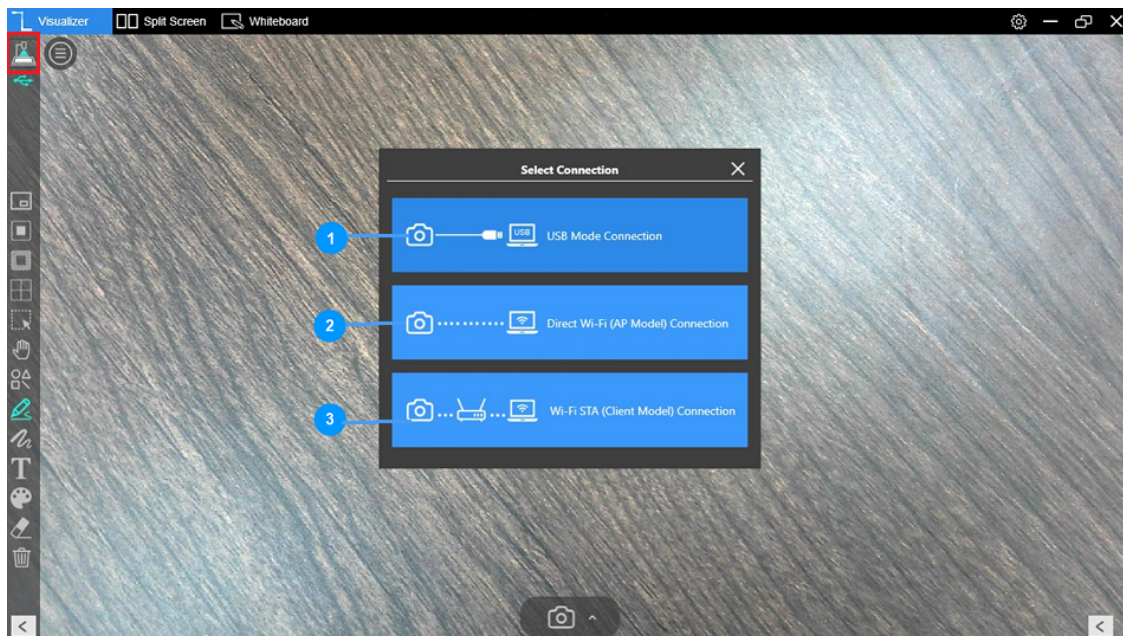 Visualizer Split Screen Whiteboard
Select Connection
1
USB
USB Mode Connection
2
Direct Wi-Fi (AP Model) Connection
3
Wi-Fi STA (Client Model) Connection
T